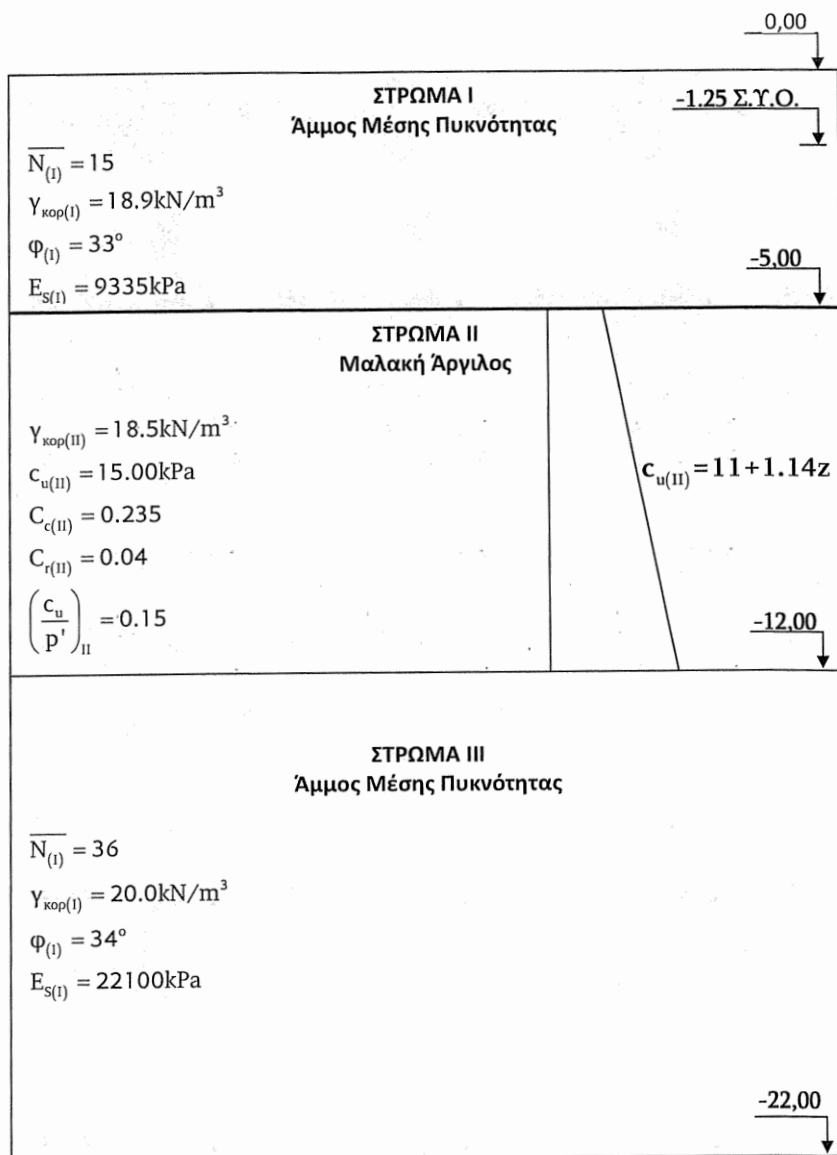 0,00
ΣΤΡΩΜΑ Ι
Άμμος Μέσης Πυκνότητας
-1.25 Σ.Υ.Ο.
N(I) = 15
γκορ(I) = 18.9kN/m³
φ(I) = 33°
ES(I) = 9335kPa
-5,00
ΣΤΡΩΜΑ ΙΙ
Μαλακή Άργιλος
γκορ(II) = 18.5kN/m³
cu(II) = 15.00kPa
cu(II) = 11+1.14z
Cc(II) = 0.235
Cr(II) = 0.04
(cu/p')II = 0.15
-12,00
ΣΤΡΩΜΑ ΙΙΙ
Άμμος Μέσης Πυκνότητας
N(I) = 36
γκορ(I) = 20.0kN/m³
φ(I) = 34°
ES(I) = 22100kPa
-22,00